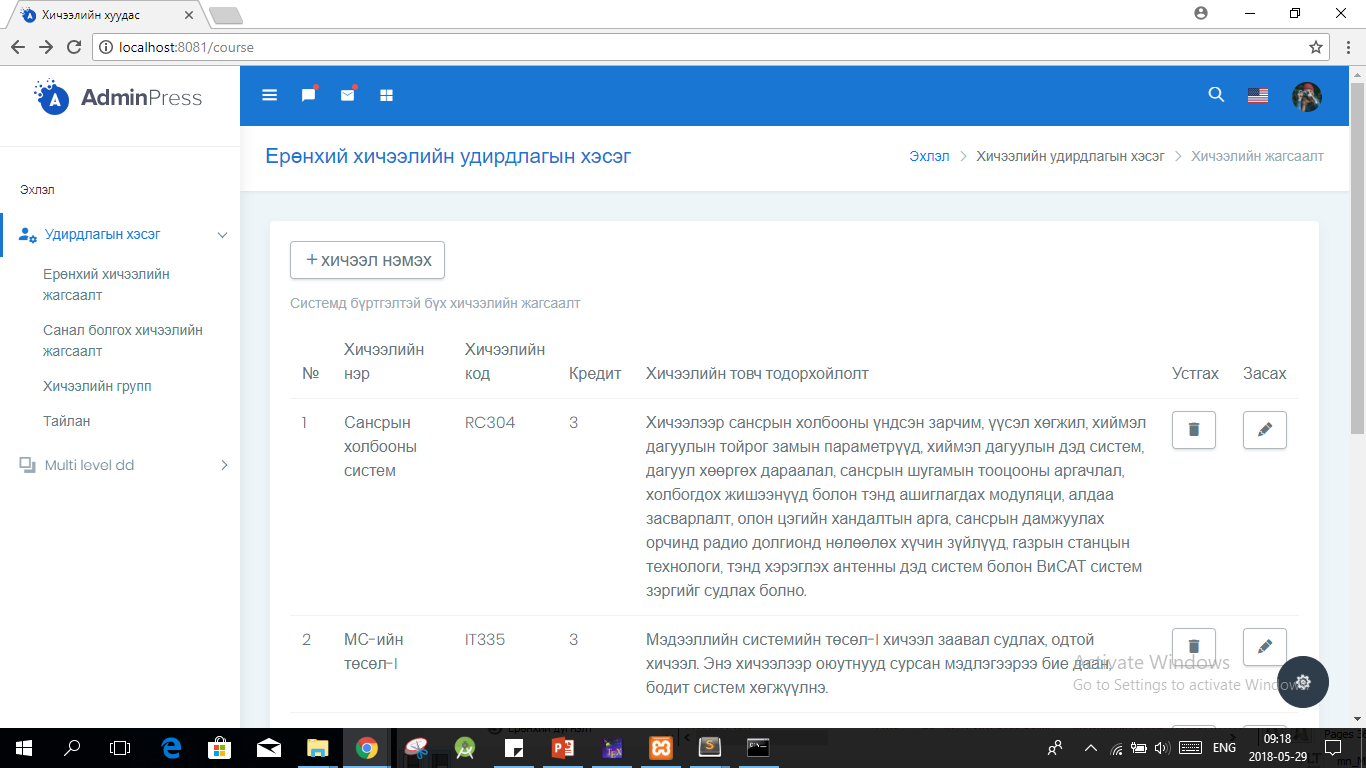 Хичээлийн хуудас
localhost:8081/course
AdminPress
Ерөнхий хичээлийн удирдлагын хэсэг
Эхлэл > Хичээлийн удирдлагын хэсэг > Хичээлийн жагсаалт
Эхлэл
Удирдлагын хэсэг
Ерөнхий хичээлийн
жагсаалт
Санал болгох хичээлийн
жагсаалт
Хичээлийн групп
Тайлан
Multi level dd
+ хичээл нэмэх
Системд бүртгэлтэй бүх хичээлийн жагсаалт
№ Хичээлийн нэр Хичээлийн код Кредит Хичээлийн товч тодорхойлолт Устгах Засах
1 Сансрын холбооны систем RC304 3
Хичээлээр сансрын холбооны үндсэн зарчим, үүсэл хөгжил, хиймэл
дагуулын тойрог замын параметрүүд, хиймэл дагуулын дэд систем,
дагуул хөөргөх дараалал, сансрын шугамын тооцооны аргачлал,
холбогдох жишээнүүд болон тэнд ашиглагдах модуляци, алдаа
засварлалт, олон цэгийн хандалтын арга, сансрын дамжуулах
орчинд радио долгионд нөлөөлөх хүчин зүйлүүд, газрын станцын
технологи, тэнд хэрэглэх антенны дэд систем болон ВиСАТ систем
зэргийг судлах болно.
2 МС-ийн төсөл-I IT335 3
Мэдээллийн системийн төсөл-I хичээл заавал судлах, одтой
хичээл. Энэ хичээлээр оюутнууд сурсан мэдлэгээрээ бие даан,
бодит систем хөгжүүлнэ.
Activate Windows
Go to Settings to activate Windows.
ENG
09:18
2018-05-29